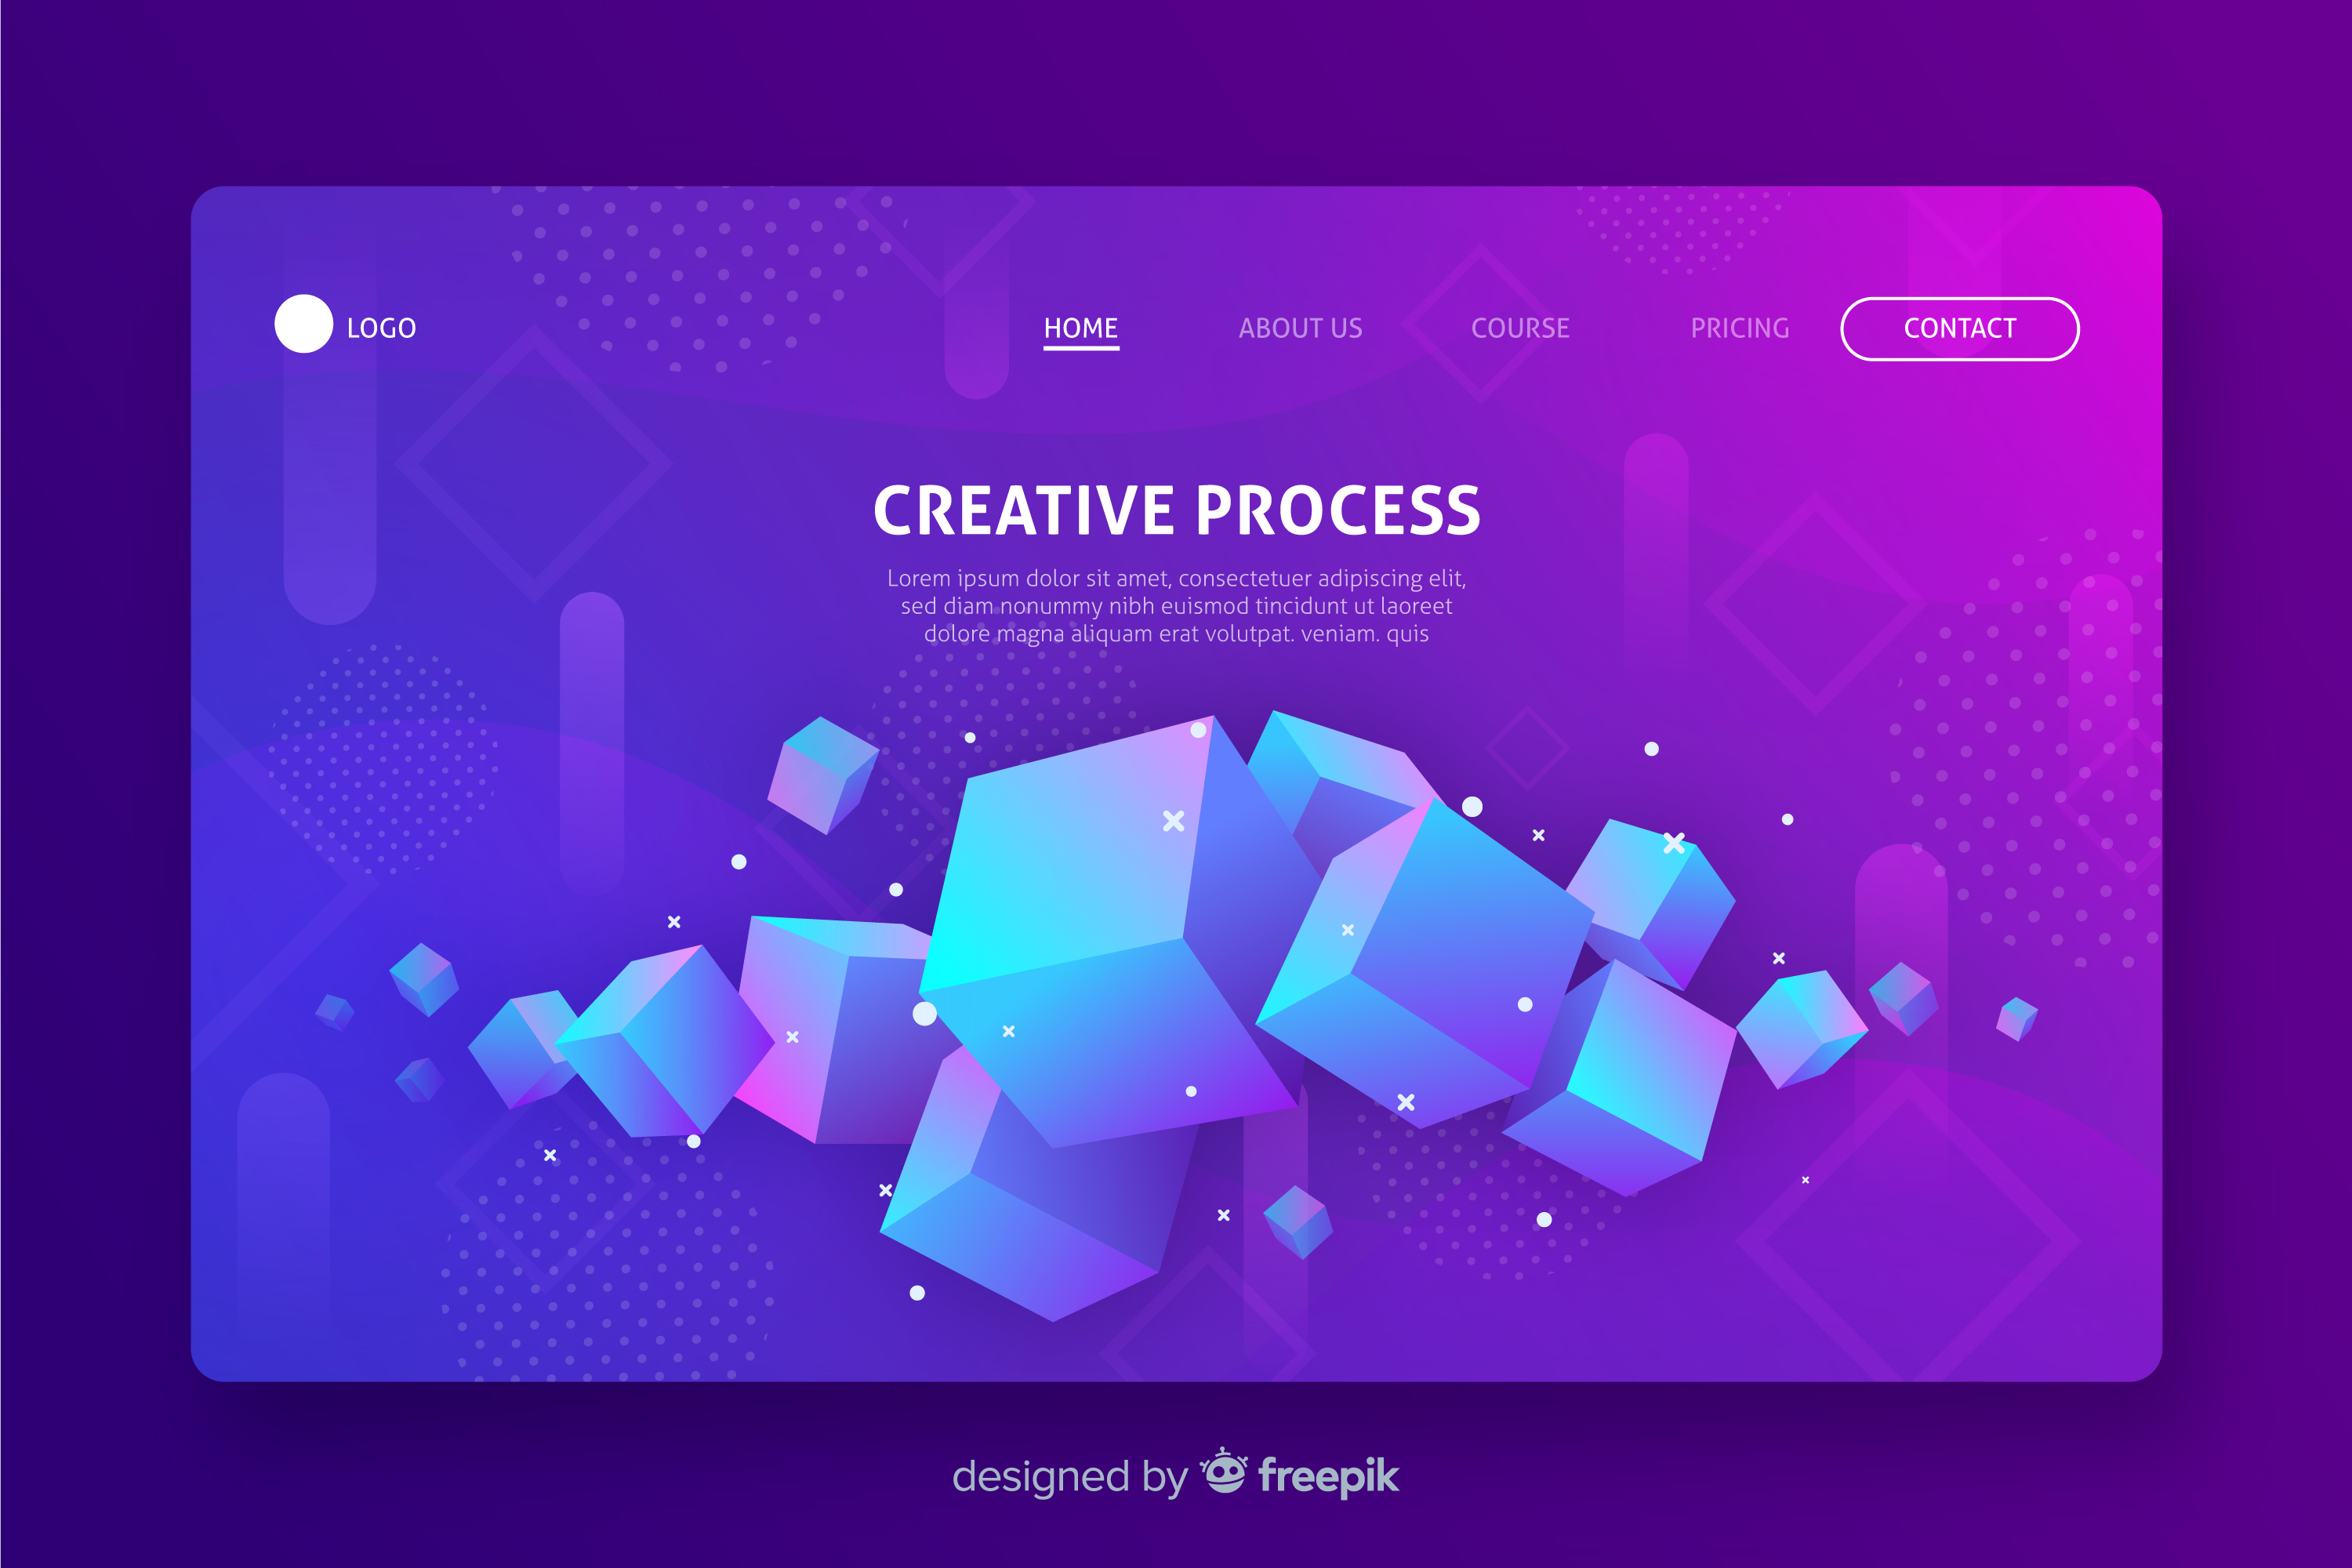 LOGO HOME ABOUT US COURSE PRICING CONTACT
CREATIVE PROCESS
Lorem ipsum dolor sit amet, consectetuer adipiscing elit,
sed diam nonummy nibh euismod tincidunt ut laoreet
dolore magna aliquam erat volutpat. veniam. quis
designed by freepik